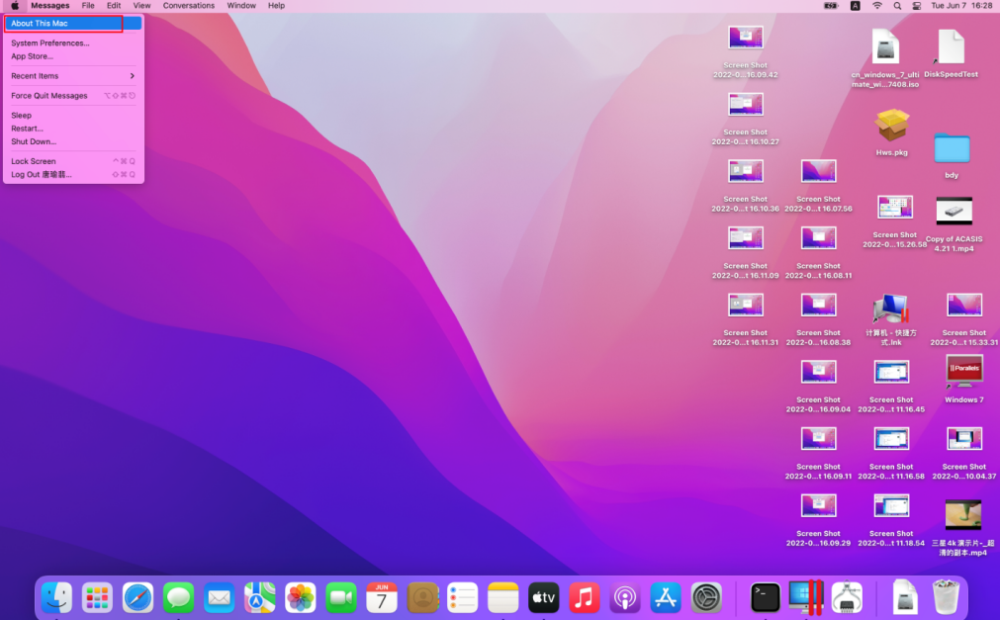 Messages File Edit View Conversations Window Help
A Tue Jun 7 16:28
About This Mac
System Preferences...
App Store...
Recent Items
Force Quit Messages
Sleep
Restart...
Shut Down...
Lock Screen ⌃⌘Q
Log Out 唐瑜翡... ⇧⌘Q
Screen Shot
2022-0...16.09.42
Screen Shot
2022-0...t 16.10.27
Screen Shot
2022-0...t 16.10.36
Screen Shot
2022-0...t 16.11.09
Screen Shot
2022-0...t 16.11.31
Screen Shot
2022-0...t 16.07.56
Screen Shot
2022-0...t 16.08.11
Screen Shot
2022-0...16.08.38
Screen Shot
2022-0...16.09.04
Screen Shot
2022-0...t 16.09.11
Screen Shot
2022-0...16.09.29
cn_windows_7_ulti
mate_wi...7408.iso
Hws.pkg
Screen Shot
2022-0...15.26.58
计算机 - 快捷方
式.lnk
Screen Shot
2022-0...t 11.16.45
Screen Shot
2022-0...t 11.16.58
Screen Shot
2022-0...t 11.18.54
DiskSpeedTest
bdy
Copy of ACASIS
4.21 1.mp4
Screen Shot
2022-0...t 15.33.31
Parallels
Windows 7
Screen Shot
2022-0...10.04.37
三星4k演示片-_超
清的副本.mp4
JUN
7
tv